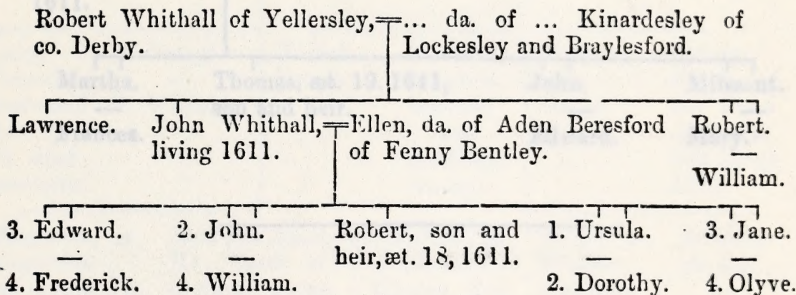 Robert Whithall of Yellersley,=... da. of ... Kinardesley of
co. Derby. Lockesley and Braylesford.
Lawrence. John Whithall,=Ellen, da. of Aden Beresford Robert.
living 1611. of Fenny Bentley. —
William.
3. Edward. 2. John. Robert, son and 1. Ursula. 3. Jane.
— — heir, æt. 18, 1611. — —
4. Frederick. 4. William. 2. Dorothy. 4. Olyve.